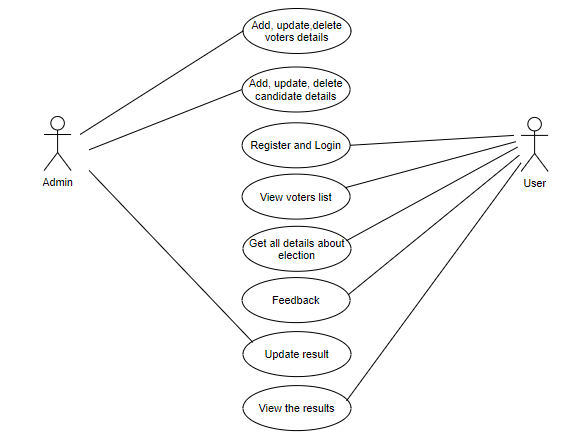 Add, update,delete
voters details
Add, update, delete
candidate details
Register and Login
Admin
User
View voters list
Get all details about
election
Feedback
Update result
View the results